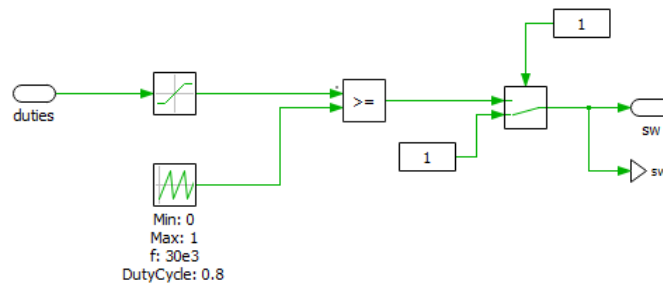 1
duties
>=
sw
1
sw
Min: 0
Max: 1
f: 30e3
DutyCycle: 0.8